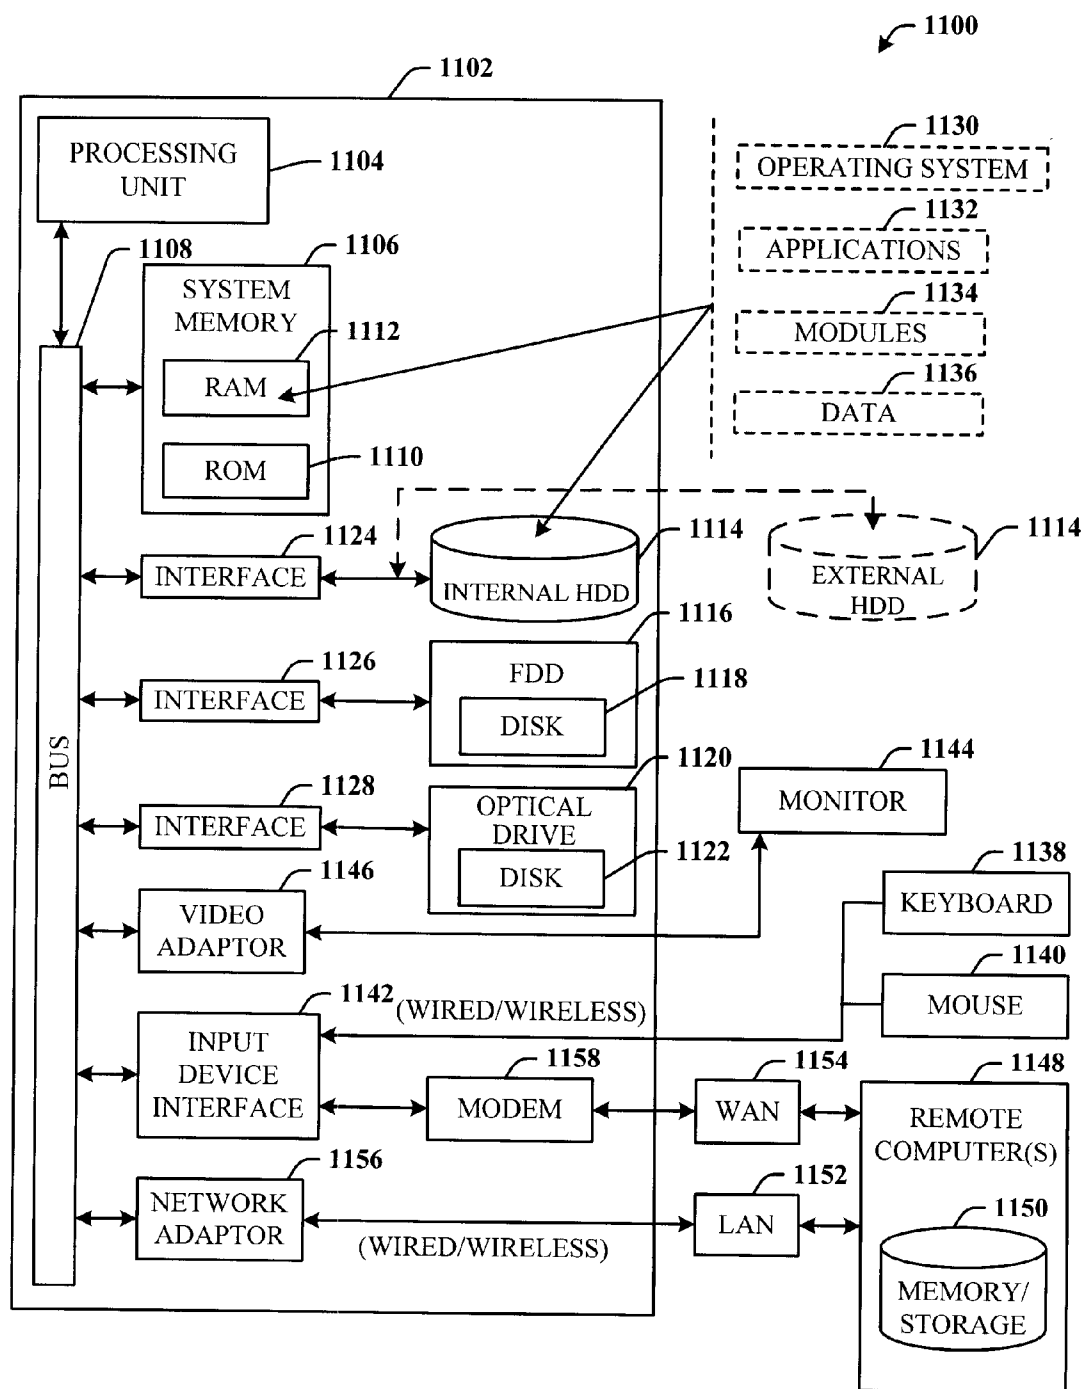 1100
1102
PROCESSING
UNIT
1104
1130
OPERATING SYSTEM
1132
APPLICATIONS
1134
MODULES
1136
DATA
1108
1106
SYSTEM
MEMORY
1112
RAM
ROM
1110
1124
INTERFACE
1114
INTERNAL HDD
1114
EXTERNAL
HDD
1126
INTERFACE
1116
FDD
1118
DISK
BUS
1128
INTERFACE
1120
OPTICAL
DRIVE
1122
DISK
1144
MONITOR
1146
VIDEO
ADAPTOR
1138
KEYBOARD
1140
MOUSE
1142
(WIRED/WIRELESS)
INPUT
DEVICE
INTERFACE
1158
MODEM
1154
WAN
1148
REMOTE
COMPUTER(S)
1156
NETWORK
ADAPTOR
(WIRED/WIRELESS)
1152
LAN
1150
MEMORY/
STORAGE